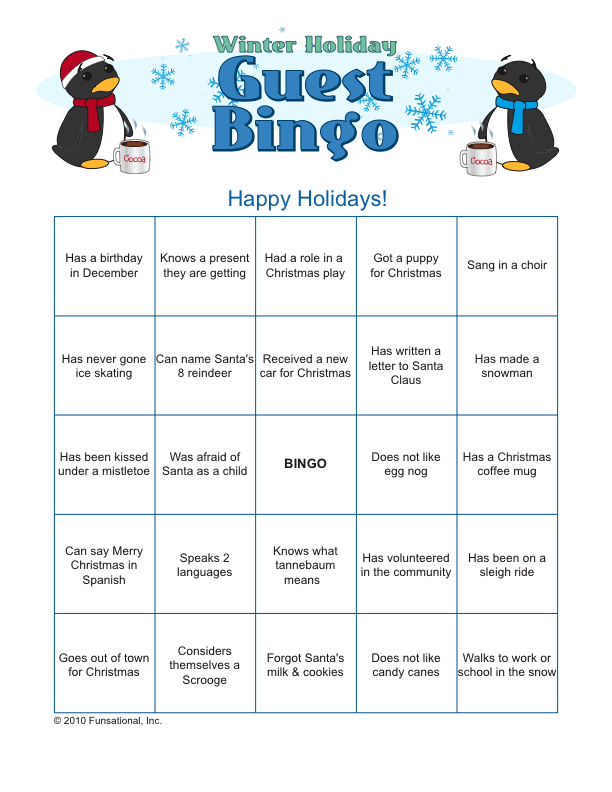 Winter Holiday
Guest
Bingo
Cocoa
Cocoa
Happy Holidays!
Has a birthday
in December
Knows a present
they are getting
Had a role in a
Christmas play
Got a puppy
for Christmas
Sang in a choir
Has never gone
ice skating
Can name Santa's
8 reindeer
Received a new
car for Christmas
Has written a
letter to Santa
Claus
Has made a
snowman
Has been kissed
under a mistletoe
Was afraid of
Santa as a child
BINGO
Does not like
egg nog
Has a Christmas
coffee mug
Can say Merry
Christmas in
Spanish
Speaks 2
languages
Knows what
tannebaum
means
Has volunteered
in the community
Has been on a
sleigh ride
Goes out of town
for Christmas
Considers
themselves a
Scrooge
Forgot Santa's
milk & cookies
Does not like
candy canes
Walks to work or
school in the snow
© 2010 Funsational, Inc.